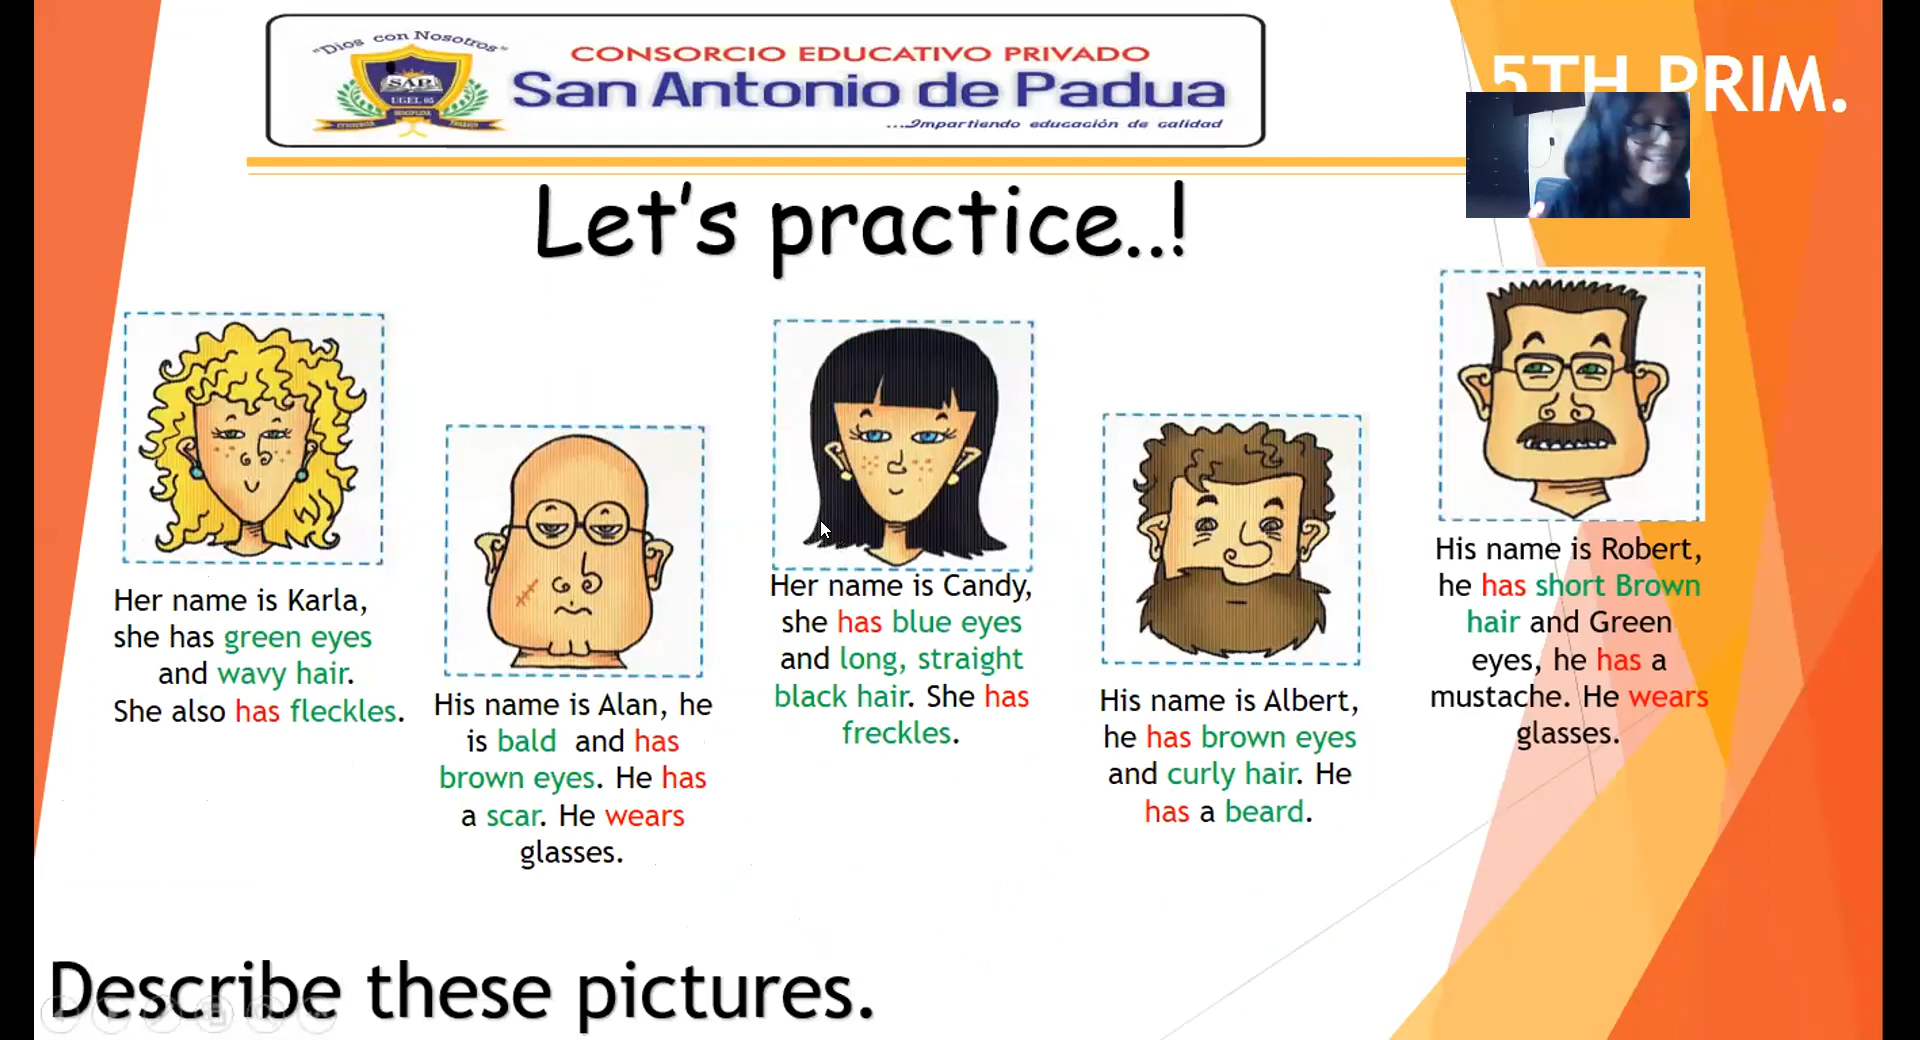 "Dios con Nosotros"
S.A.P.
UGEL 05
DISCIPLINA
CONSORCIO EDUCATIVO PRIVADO
San Antonio de Padua
...Impartiendo educación de calidad
5TH PRIM.
Let's practice..!
Her name is Karla,
she has green eyes
and wavy hair.
She also has fleckles.
His name is Alan, he
is bald and has
brown eyes. He has
a scar. He wears
glasses.
Her name is Candy,
she has blue eyes
and long, straight
black hair. She has
freckles.
His name is Albert,
he has brown eyes
and curly hair. He
has a beard.
His name is Robert,
he has short Brown
hair and Green
eyes, he has a
mustache. He wears
glasses.
Describe these pictures.